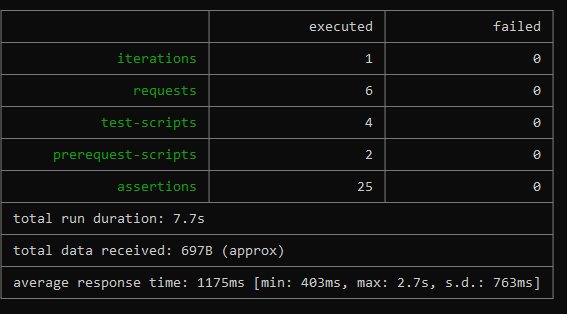 executed failed
iterations 1 0
requests 6 0
test-scripts 4 0
prerequest-scripts 2 0
assertions 25 0
total run duration: 7.7s
total data received: 697B (approx)
average response time: 1175ms [min: 403ms, max: 2.7s, s.d.: 763ms]